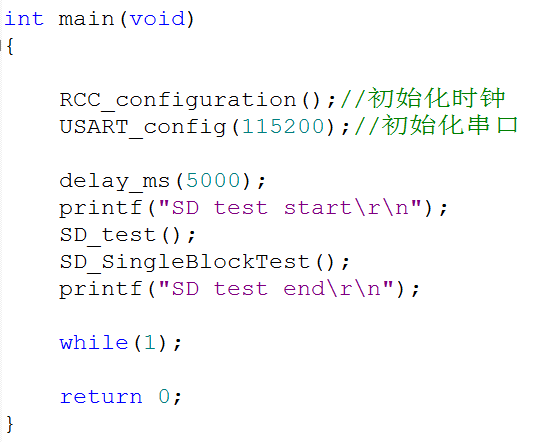 int main(void)
{
RCC_configuration();//初始化时钟
USART_config(115200);//初始化串口
delay_ms(5000);
printf("SD test start\r\n");
SD_test();
SD_SingleBlockTest();
printf("SD test end\r\n");
while(1);
return 0;
}